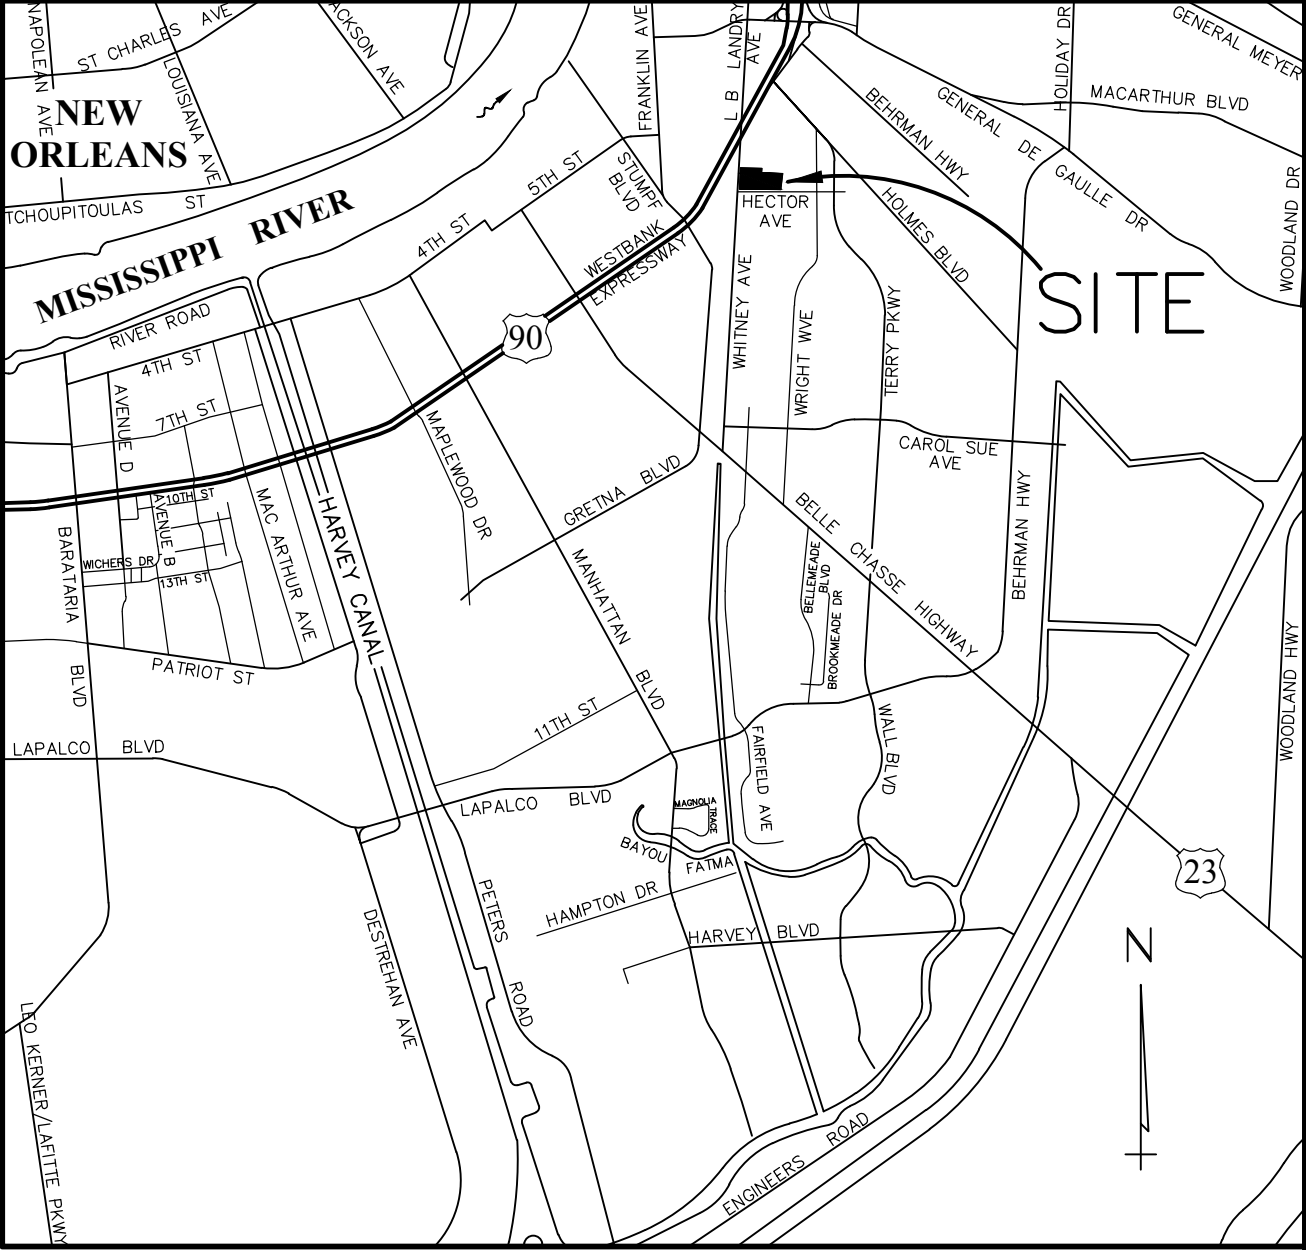 NAPOLEAN AVE
ST CHARLES AVE
JACKSON AVE
LOUISIANA AVE
NEW
ORLEANS
TCHOUPITOULAS ST
MISSISSIPPI RIVER
FRANKLIN AVE
L B LANDRY
AVE
HOLIDAY DR
GENERAL MEYER
MACARTHUR BLVD
BEHRMAN HWY
GENERAL DE GAULLE DR
WOODLAND DR
5TH ST
STUMPF
BLVD
4TH ST
HECTOR
AVE
HOLMES BLVD
WESTBANK
EXPRESSWAY
SITE
WHITNEY AVE
WRIGHT WVE
TERRY PKWY
90
RIVER ROAD
4TH ST
AVENUE D
7TH ST
MAPLEWOOD DR
CAROL SUE
AVE
GRETNA BLVD
BEHRMAN HWY
10TH ST
AVENUE B
MAC ARTHUR AVE
HARVEY CANAL
BELLE CHASSE HIGHWAY
BARATARIA
BLVD
WICHERS DR
13TH ST
MANHATTAN
BLVD
BELLEMEADE
BLVD
BROOKMEADE DR
WOODLAND HWY
WOODLAND HWY
PATRIOT ST
11TH ST
WALL BLVD
FAIRFIELD AVE
LAPALCO BLVD
LAPALCO BLVD
MAGNOLIA
TRACE
BAYOU FATMA
23
HAMPTON DR
PETERS
ROAD
HARVEY BLVD
DESTREHAN AVE
N
LEO KERNER/LAFITTE PKWY
ENGINEERS ROAD